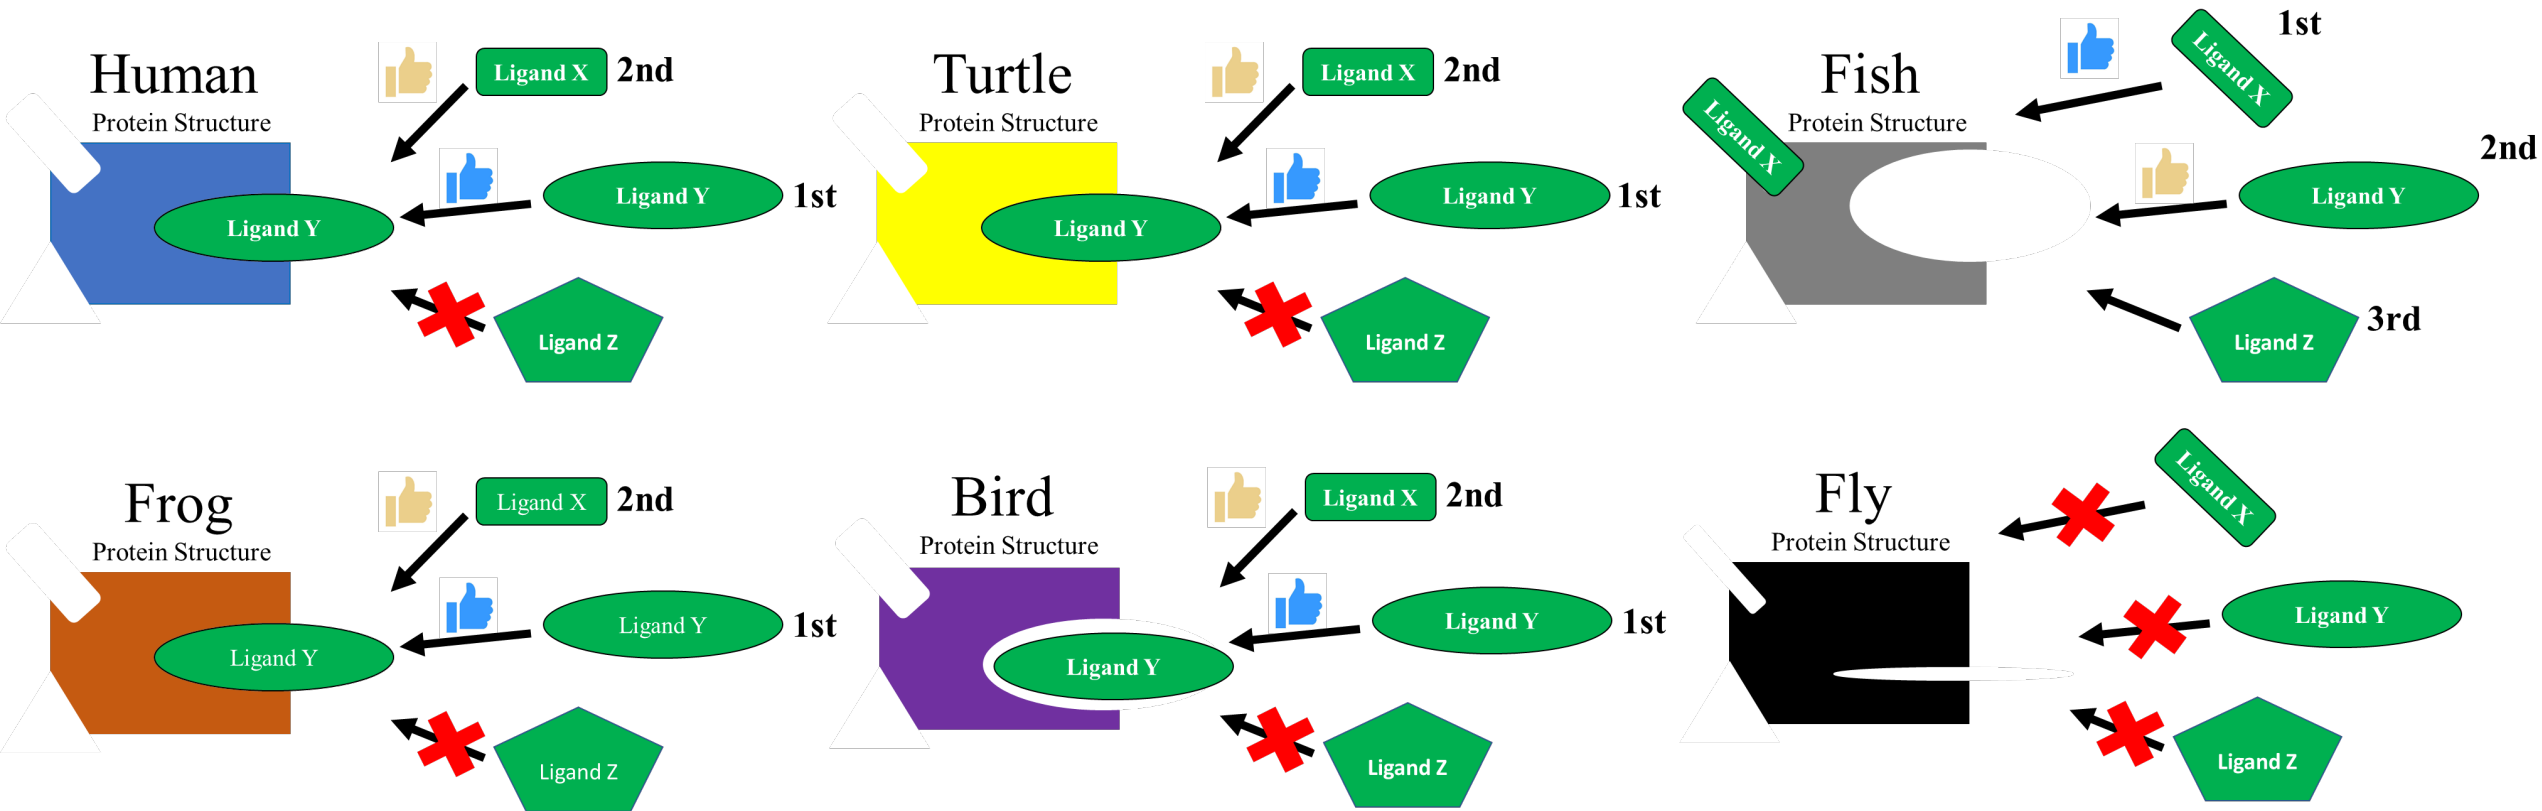 Human
Protein Structure
Ligand X
2nd
Ligand Y
1st
Ligand Y
Ligand Z
Turtle
Protein Structure
Ligand X
2nd
Ligand Y
1st
Ligand Y
Ligand Z
Fish
Protein Structure
Ligand X
1st
Ligand X
Ligand Y
2nd
Ligand Z
3rd
Frog
Protein Structure
Ligand X
2nd
Ligand Y
1st
Ligand Y
Ligand Z
Bird
Protein Structure
Ligand X
2nd
Ligand Y
1st
Ligand Y
Ligand Z
Fly
Protein Structure
Ligand X
Ligand Y
Ligand Z